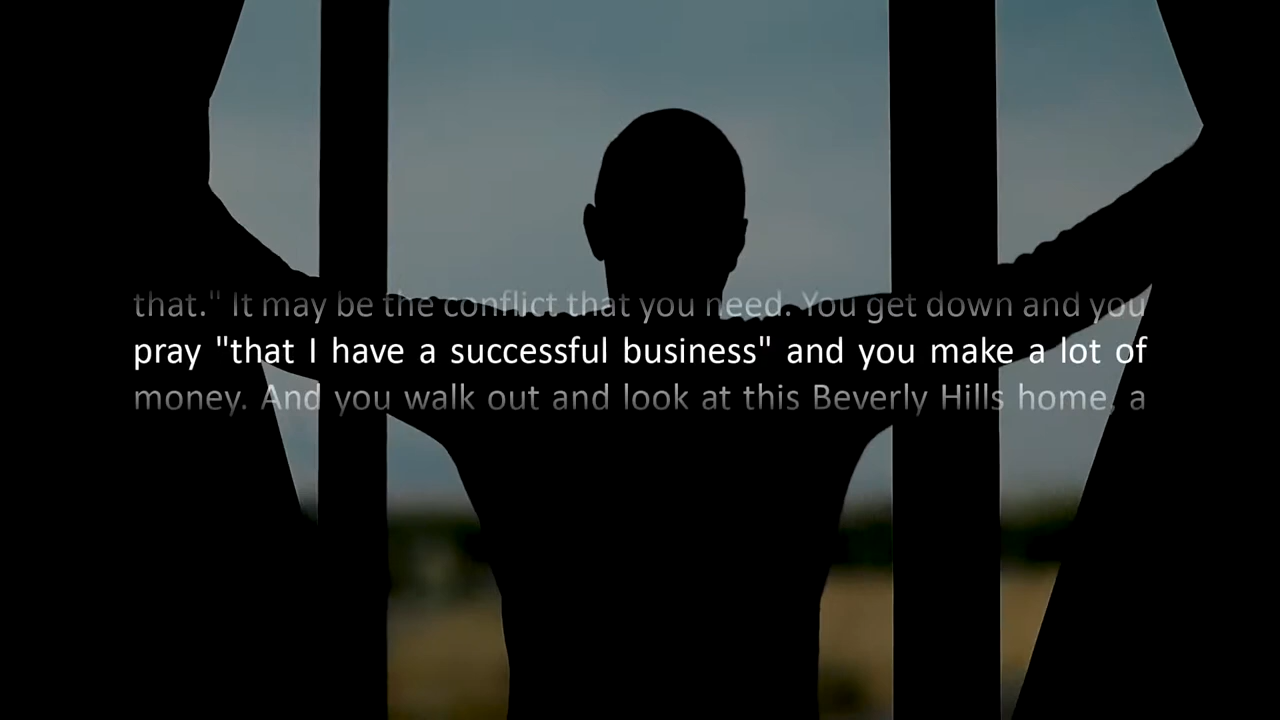 that." It may be the conflict that you need. You get down and you
pray "that I have a successful business" and you make a lot of
money. And you walk out and look at this Beverly Hills home, a